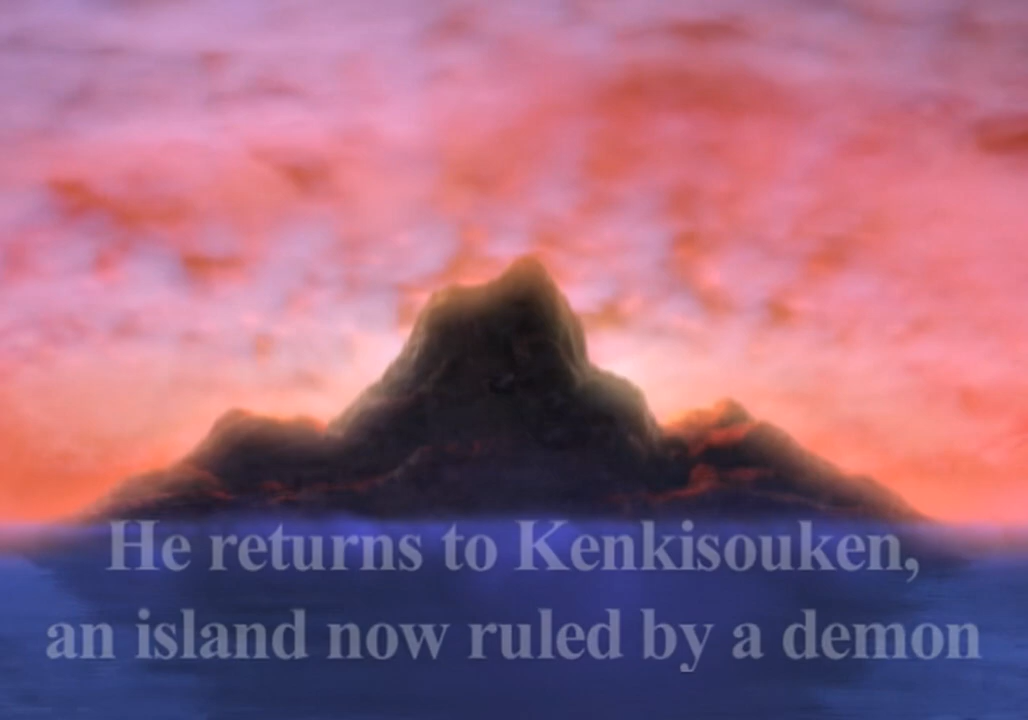 He returns to Kenkisouken,
an island now ruled by a demon